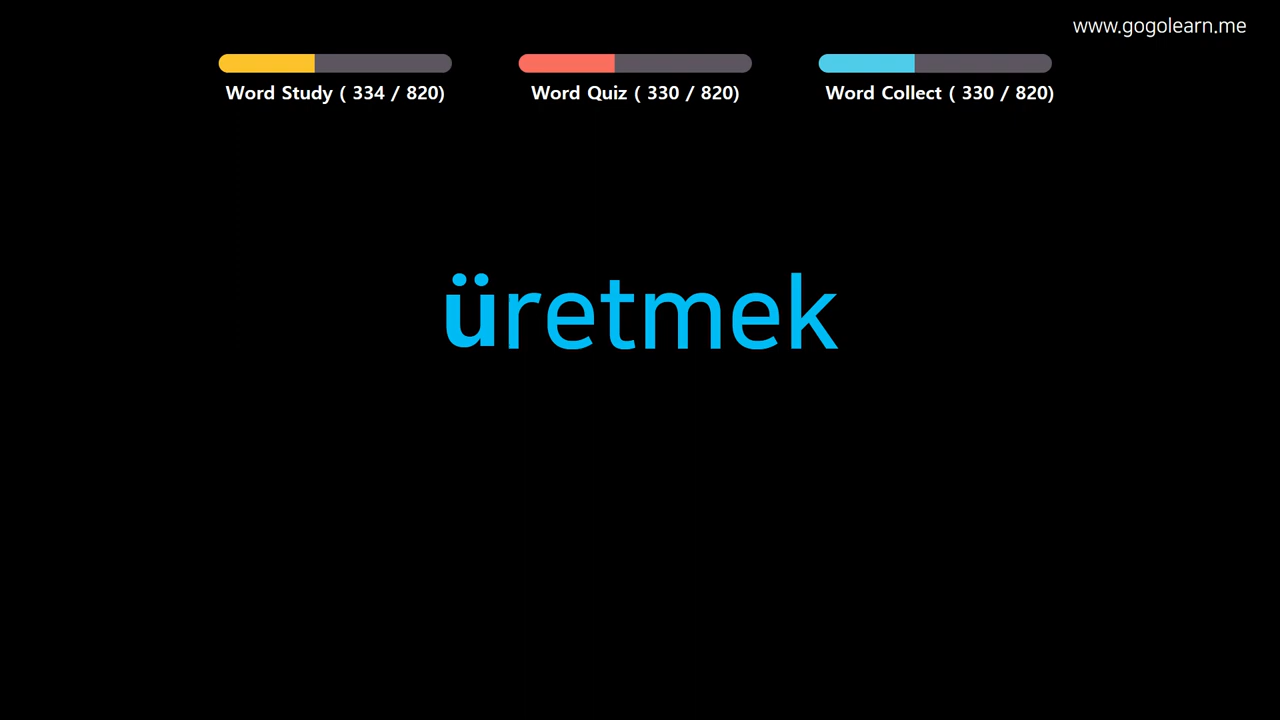 www.gogolearn.me
Word Study ( 334 / 820)
Word Quiz ( 330 / 820)
Word Collect ( 330 / 820)
üretmek